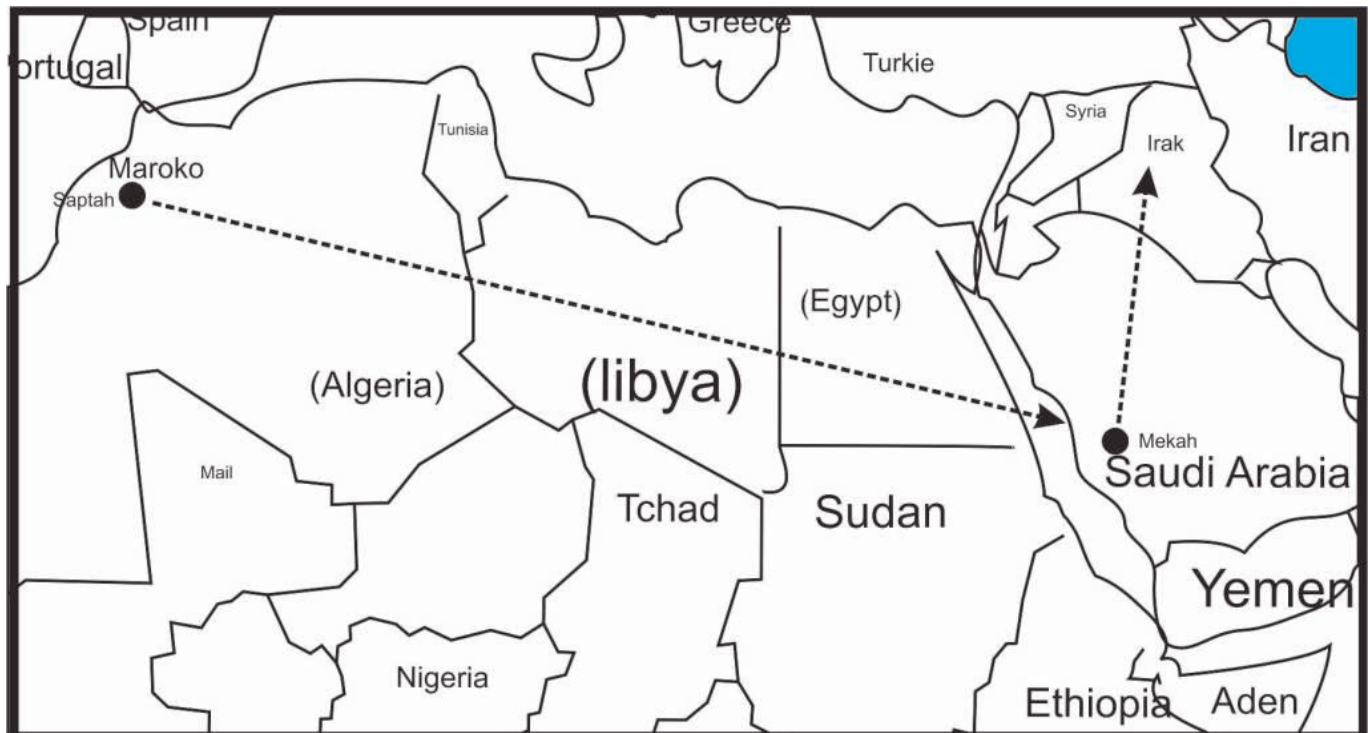 Spain
Greece
ortugal
Turkie
Syria
Tunisia
Irak
Iran
Maroko
Saptah
(Egypt)
(Algeria)
(libya)
Mekah
Saudi Arabia
Mail
Tchad
Sudan
Yemen
Nigeria
Ethiopia
Aden